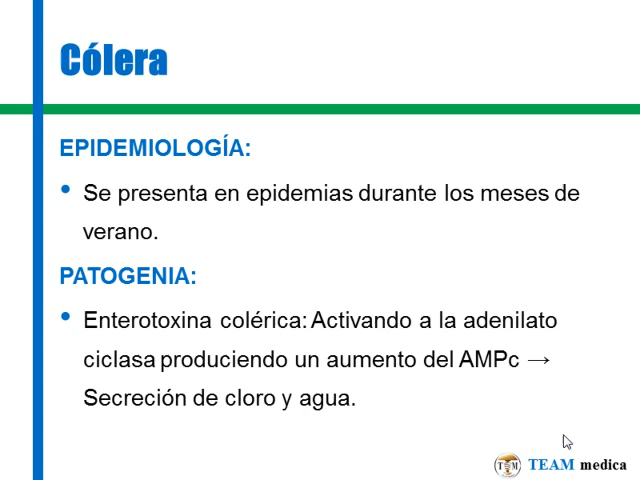 Cólera
EPIDEMIOLOGÍA:
• Se presenta en epidemias durante los meses de
verano.
PATOGENIA:
• Enterotoxina colérica: Activando a la adenilato
ciclasa produciendo un aumento del AMPc →
Secreción de cloro y agua.
TEAM medica